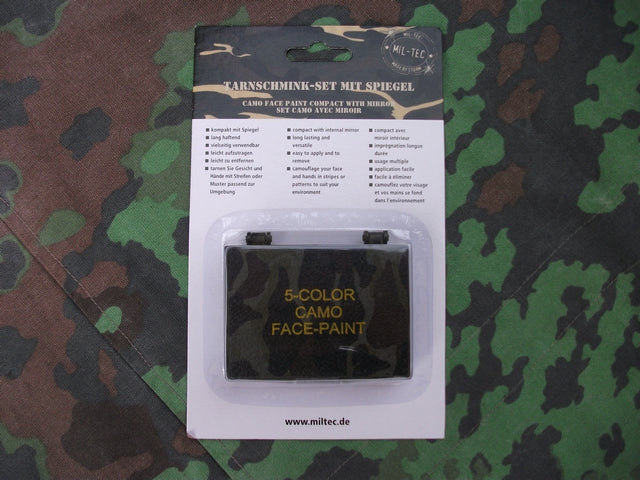 MIL-TEC
TARNSCHMINK-SET MIT SPIEGEL
CAMO FACE PAINT COMPACT WITH MIRROR
SET CAMO AVEC MIROIR
kompakt mit Spiegel
lang haftend
vielseitig verwendbar
leicht aufzutragen
leicht zu entfernen
tarnen Sie Gesicht und
Hände mit Streifen oder
Muster passend zur
Umgebung
compact with internal mirror
long lasting and
versatile
easy to apply and to
remove
camouflage your face
and hands in stripes or
patterns to suit your
environment
compact avec
miroir intérieur
imprégnation longue
durée
usage multiple
application facile
facile à éliminer
camouflez votre visage
et vos mains se fond
dans l'environnement
5-COLOR
CAMO
FACE-PAINT
www.miltec.de